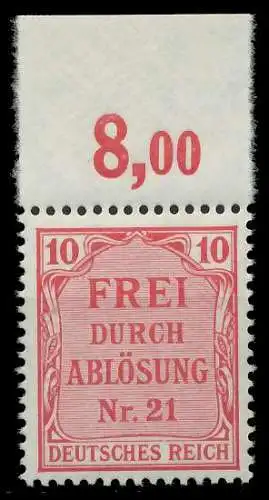 8,00
10 10
FREI
DURCH
ABLÖSUNG
Nr. 21
DEUTSCHES REICH